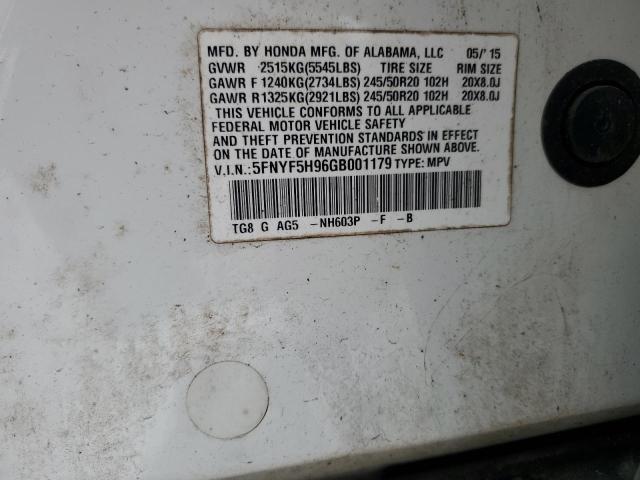 MFD. BY HONDA MFG. OF ALABAMA, LLC 05/'15
GVWR 2515KG(5545LBS) TIRE SIZE RIM SIZE
GAWR F 1240KG(2734LBS) 245/50R20 102H 20X8.0J
GAWR R1325KG(2921LBS) 245/50R20 102H 20X8.0J
THIS VEHICLE CONFORMS TO ALL APPLICABLE
FEDERAL MOTOR VEHICLE SAFETY
AND THEFT PREVENTION STANDARDS IN EFFECT
ON THE DATE OF MANUFACTURE SHOWN ABOVE.
V.I.N.: 5FNYF5H96GB001179 TYPE: MPV
TG8 G AG5 -NH603P -F -B